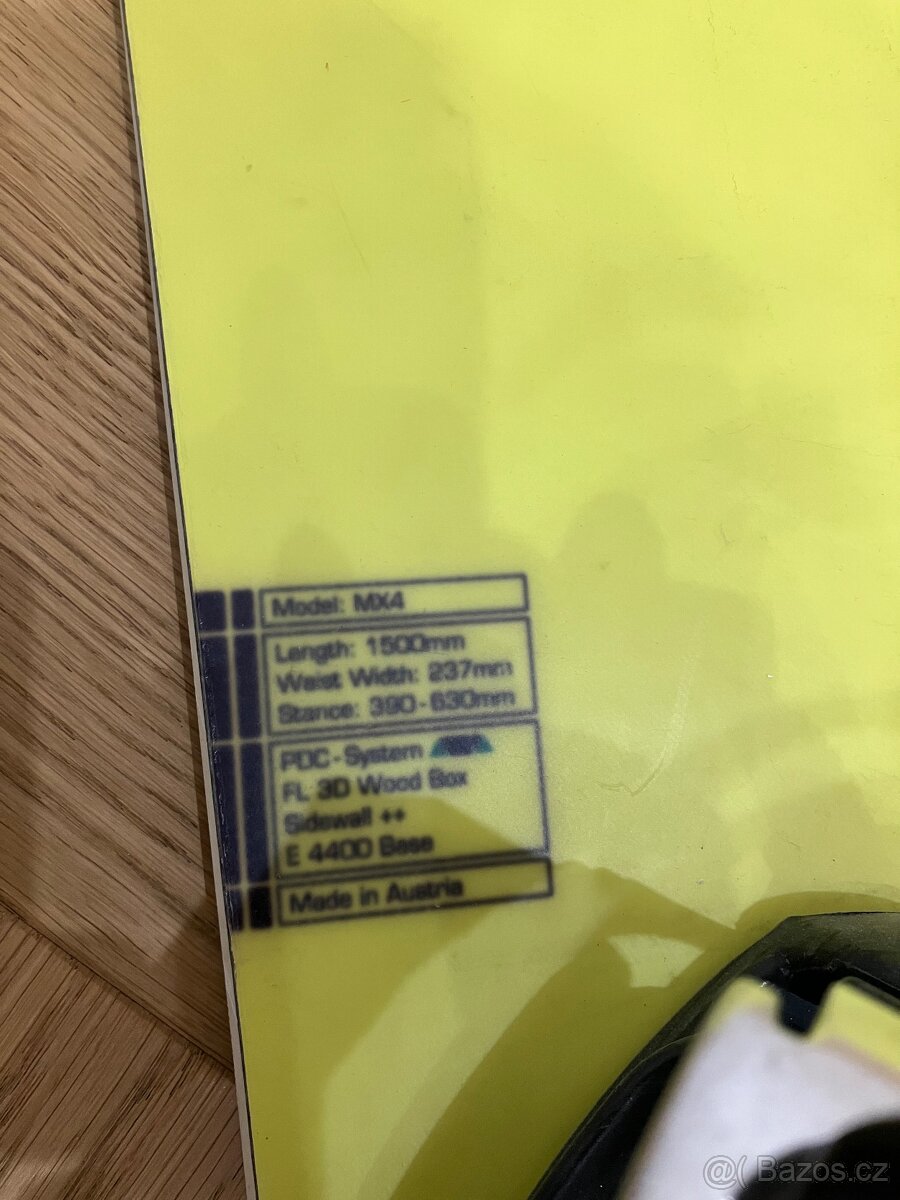 Model: MX4
Length: 1500mm
Waist Width: 237mm
Stance: 390-630mm
PDC-System
FL 3D Wood Box
Sidewall ++
E 4400 Base
Made in Austria
@( Bazos.cz